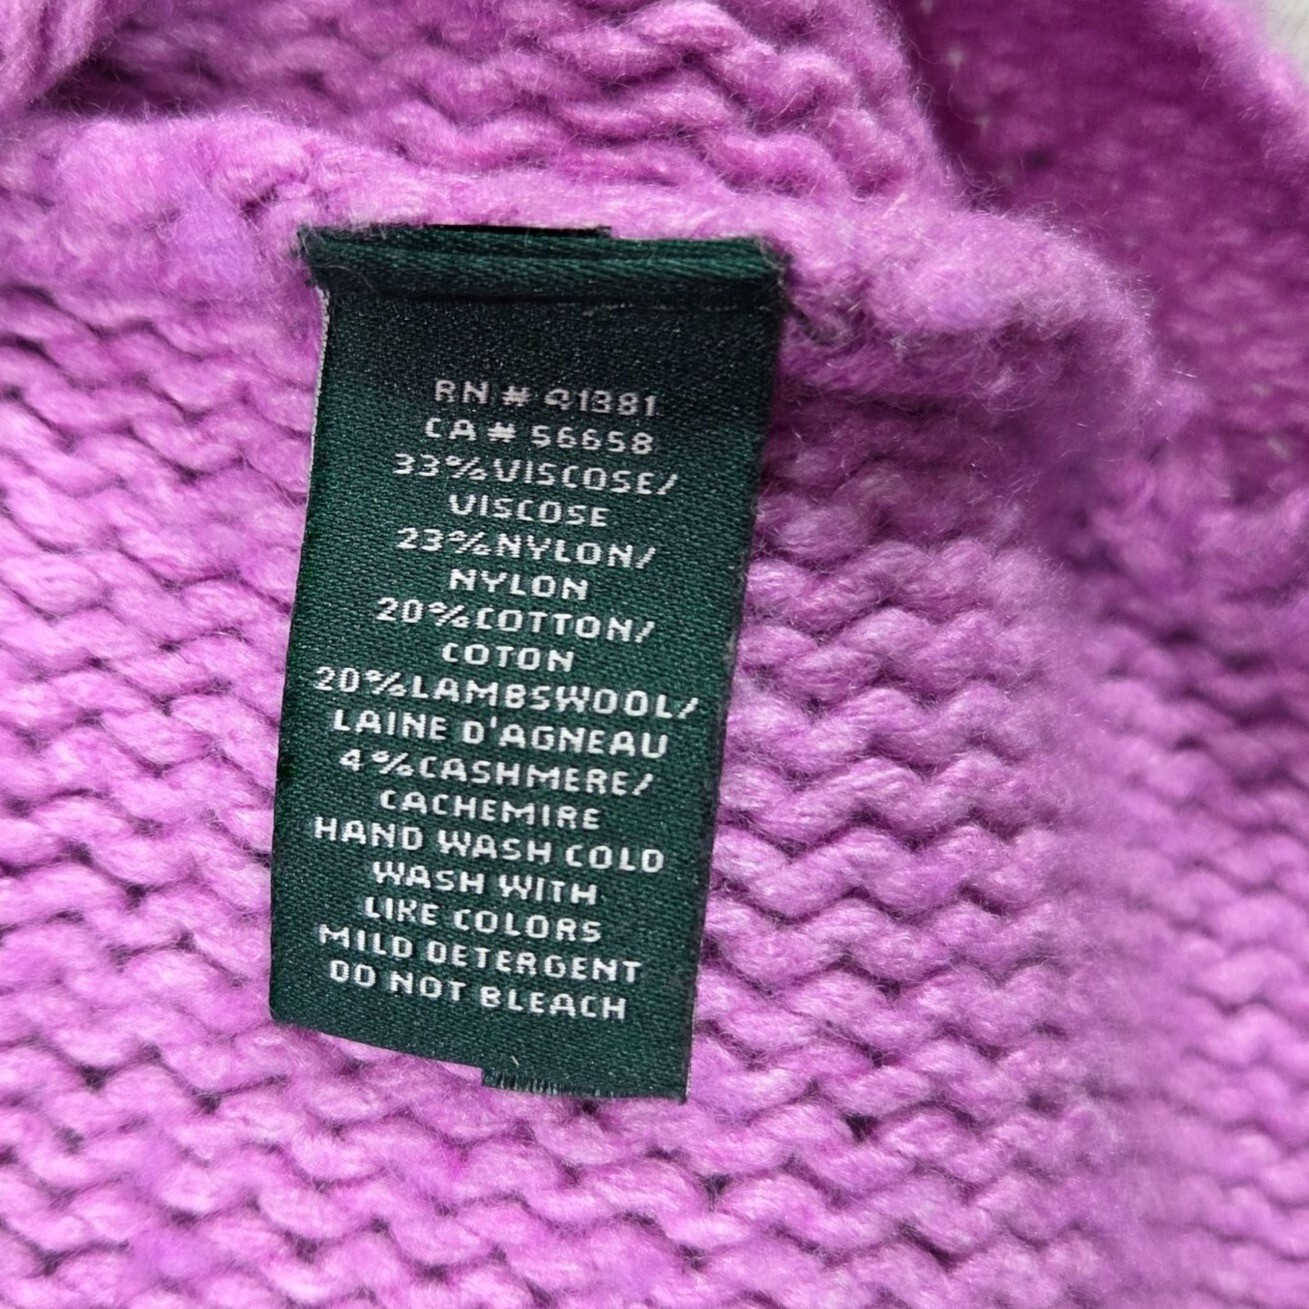 RN # 41381
CA# 56658
33%VISCOSE/
VISCOSE
23%NYLON/
NYLON
20%COTTON/
COTON
20%LAMBSWOOL/
LAINE D'AGNEAU
4%CASHMERE/
CACHEMIRE
HAND WASH COLD
WASH WITH
LIKE COLORS
MILD DETERGENT
DO NOT BLEACH